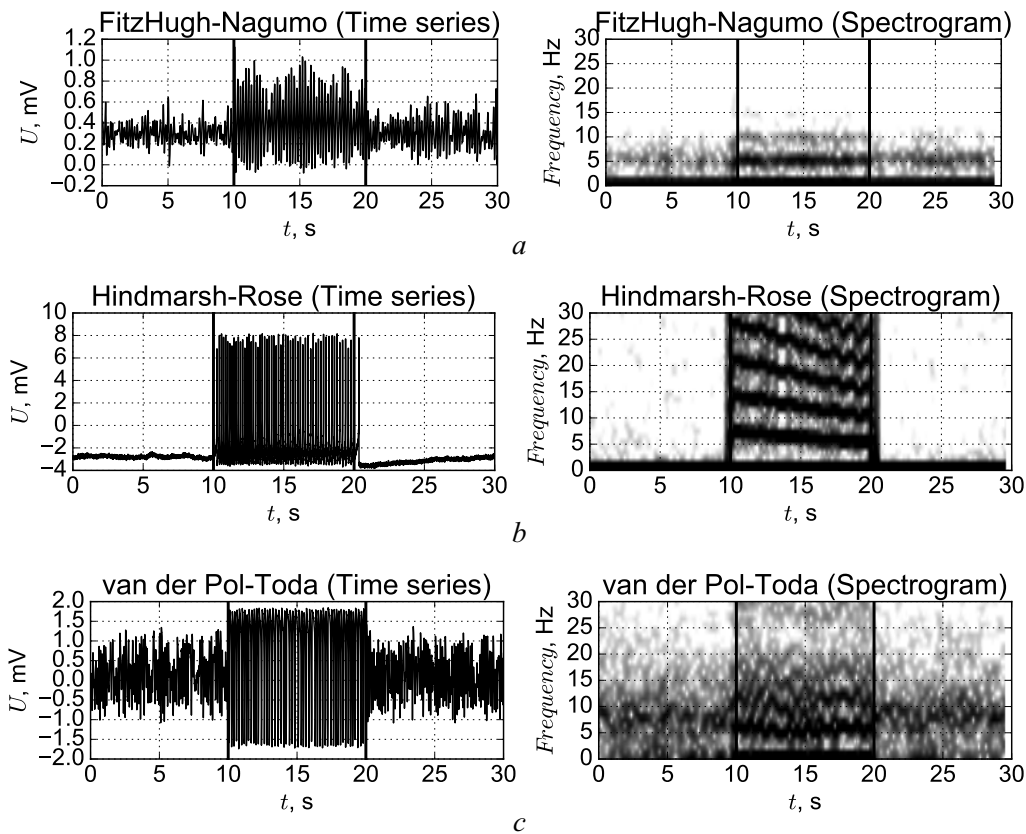 FitzHugh-Nagumo (Time series)
1.2
1.0
0.8
0.6
0.4
0.2
0.0
−0.2
U, mV
0 5 10 15 20 25 30
t, s
FitzHugh-Nagumo (Spectrogram)
30
25
20
15
10
5
0
Frequency, Hz
0 5 10 15 20 25 30
t, s
a
Hindmarsh-Rose (Time series)
10
8
6
4
2
0
−2
−4
U, mV
0 5 10 15 20 25 30
t, s
Hindmarsh-Rose (Spectrogram)
30
25
20
15
10
5
0
Frequency, Hz
0 5 10 15 20 25 30
t, s
b
van der Pol-Toda (Time series)
2.0
1.5
1.0
0.5
0.0
−0.5
−1.0
−1.5
−2.0
U, mV
0 5 10 15 20 25 30
t, s
van der Pol-Toda (Spectrogram)
30
25
20
15
10
5
0
Frequency, Hz
0 5 10 15 20 25 30
t, s
c